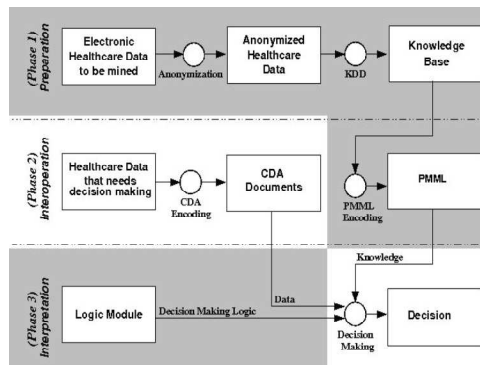 (Phase 1)
Preparation
Electronic
Healthcare Data
to be mined
Anonymization
Anonymized
Healthcare
Data
KDD
Knowledge
Base
(Phase 2)
Interoperation
Healthcare Data
that needs
decision making
CDA
Encoding
CDA
Documents
PMML
Encoding
PMML
(Phase 3)
Interpretation
Logic Module
Decision Making Logic
Data
Knowledge
Decision
Making
Decision